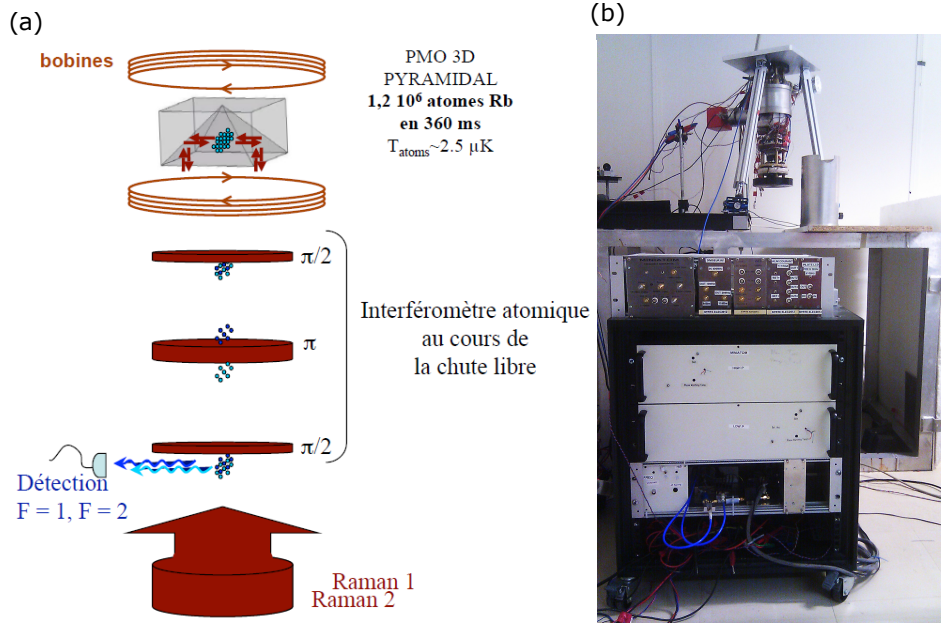 (a)
bobines
PMO 3D
PYRAMIDAL
1,2 10⁶ atomes Rb
en 360 ms
T_atoms~2.5 µK
π/2
π
π/2
Interféromètre atomique
au cours de
la chute libre
Détection
F = 1, F = 2
Raman 1
Raman 2
(b)
MINIATOM